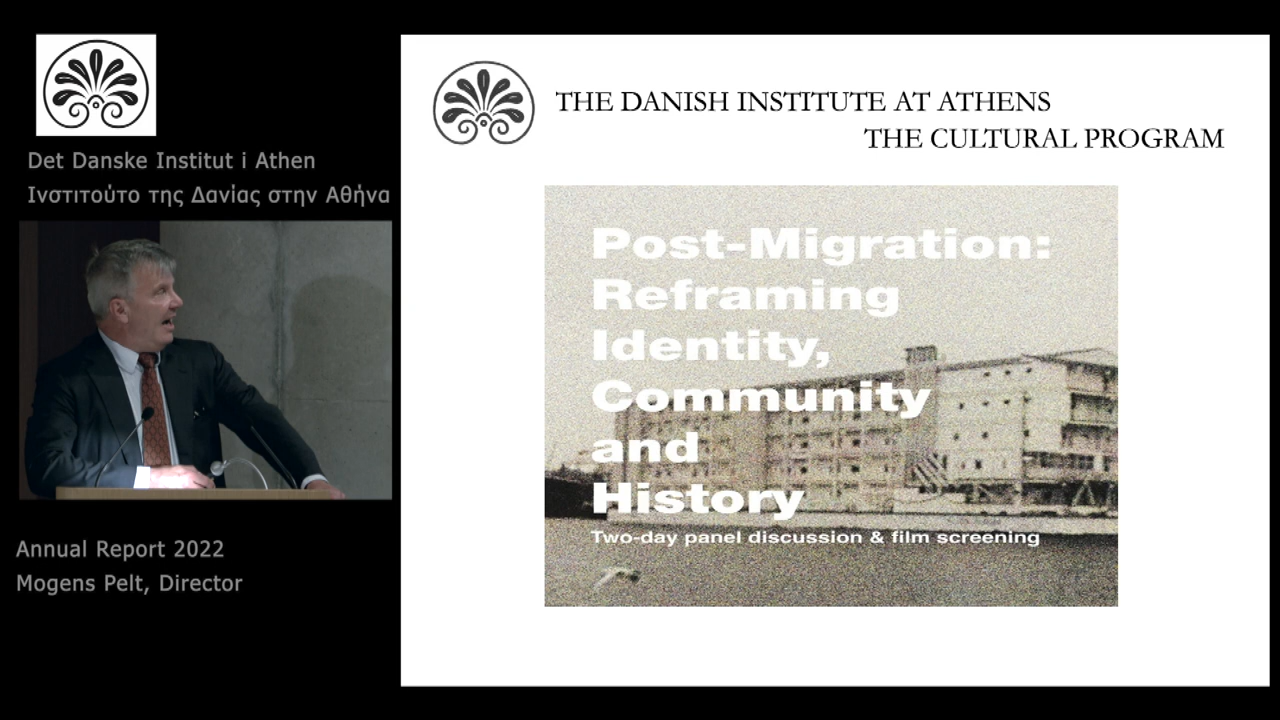 Det Danske Institut i Athen
Ινστιτούτο της Δανίας στην Αθήνα
Annual Report 2022
Mogens Pelt, Director
THE DANISH INSTITUTE AT ATHENS
THE CULTURAL PROGRAM
Post-Migration:
Reframing
Identity,
Community
and
History
Two-day panel discussion & film screening